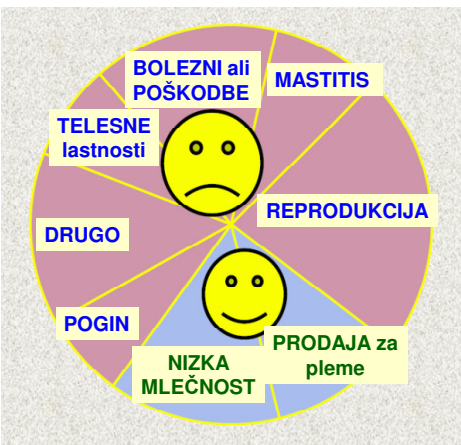 BOLEZNI ali
POŠKODBE
MASTITIS
TELESNE
lastnosti
REPRODUKCIJA
DRUGO
POGIN
PRODAJA za
pleme
NIZKA
MLEČNOST